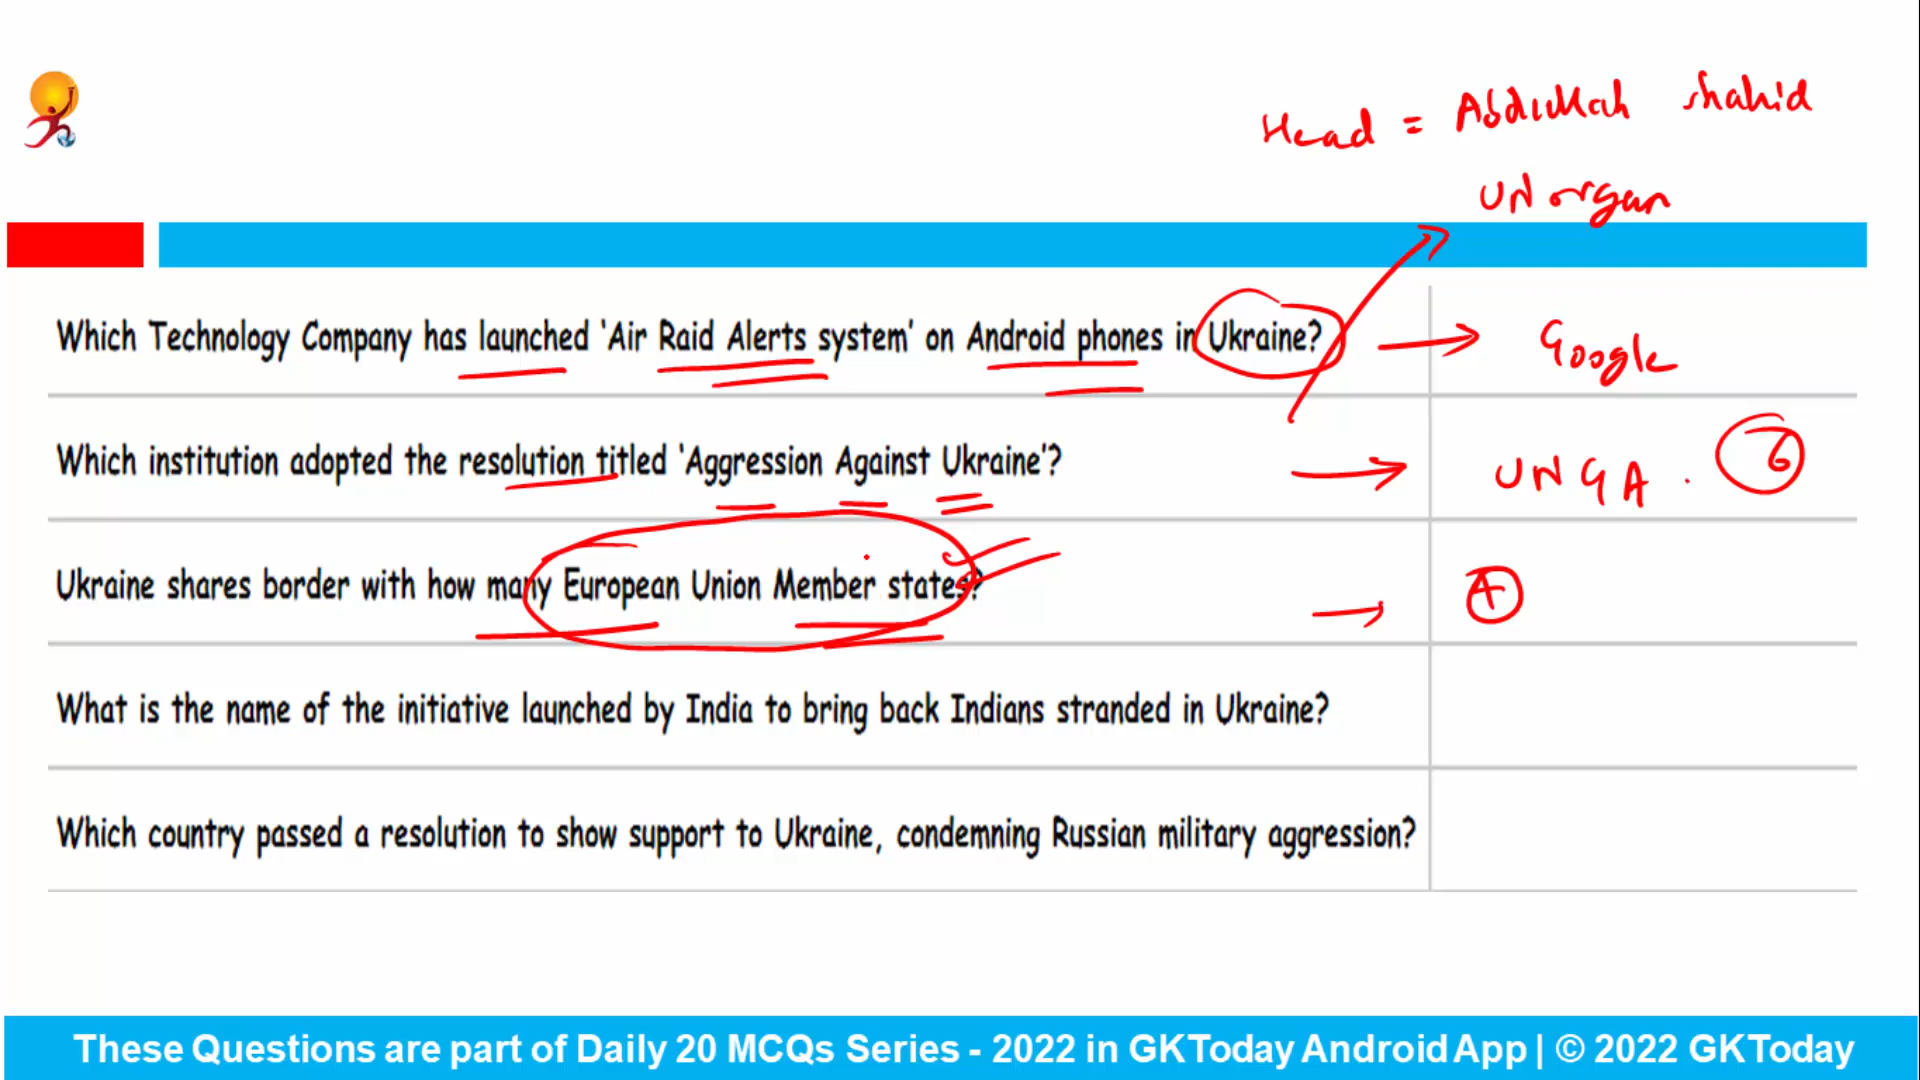 Head = Abdullah Shahid
UN organ
Which Technology Company has launched 'Air Raid Alerts system' on Android phones in Ukraine? → Google
Which institution adopted the resolution titled 'Aggression Against Ukraine'? → UNGA. 6
Ukraine shares border with how many European Union Member states? → 4
What is the name of the initiative launched by India to bring back Indians stranded in Ukraine?
Which country passed a resolution to show support to Ukraine, condemning Russian military aggression?
These Questions are part of Daily 20 MCQs Series - 2022 in GKToday Android App | © 2022 GKToday